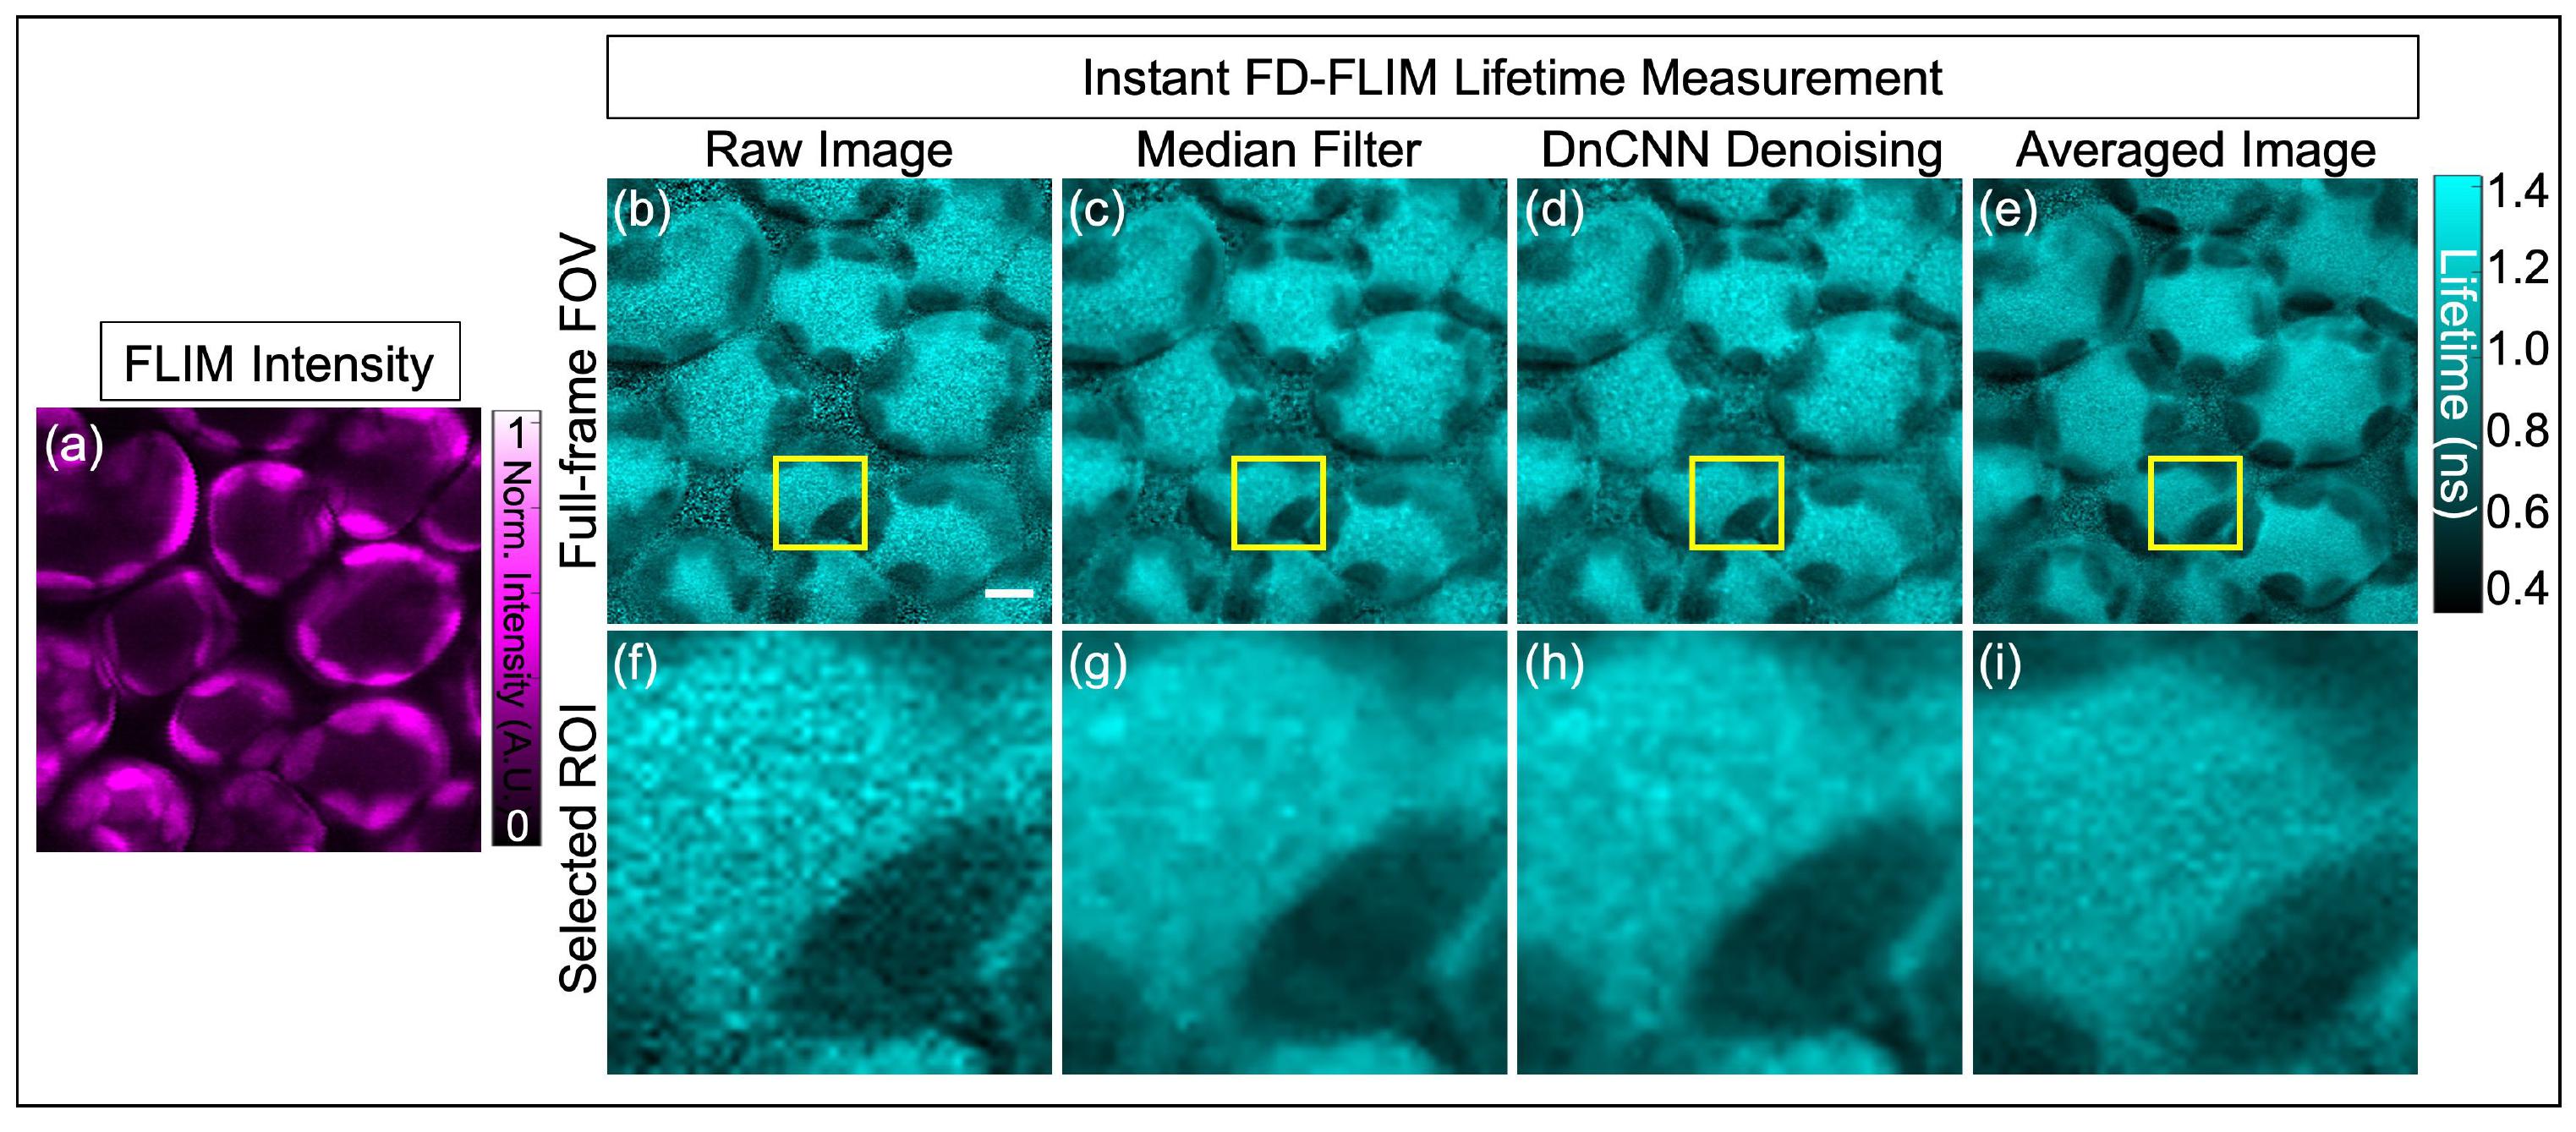 Instant FD-FLIM Lifetime Measurement
Raw Image
Median Filter
DnCNN Denoising
Averaged Image
FLIM Intensity
(a)
1
Norm. Intensity (A.U.)
0
Full-frame FOV
(b)
(c)
(d)
(e)
1.4
1.2
1.0
0.8
0.6
0.4
Lifetime (ns)
Selected ROI
(f)
(g)
(h)
(i)